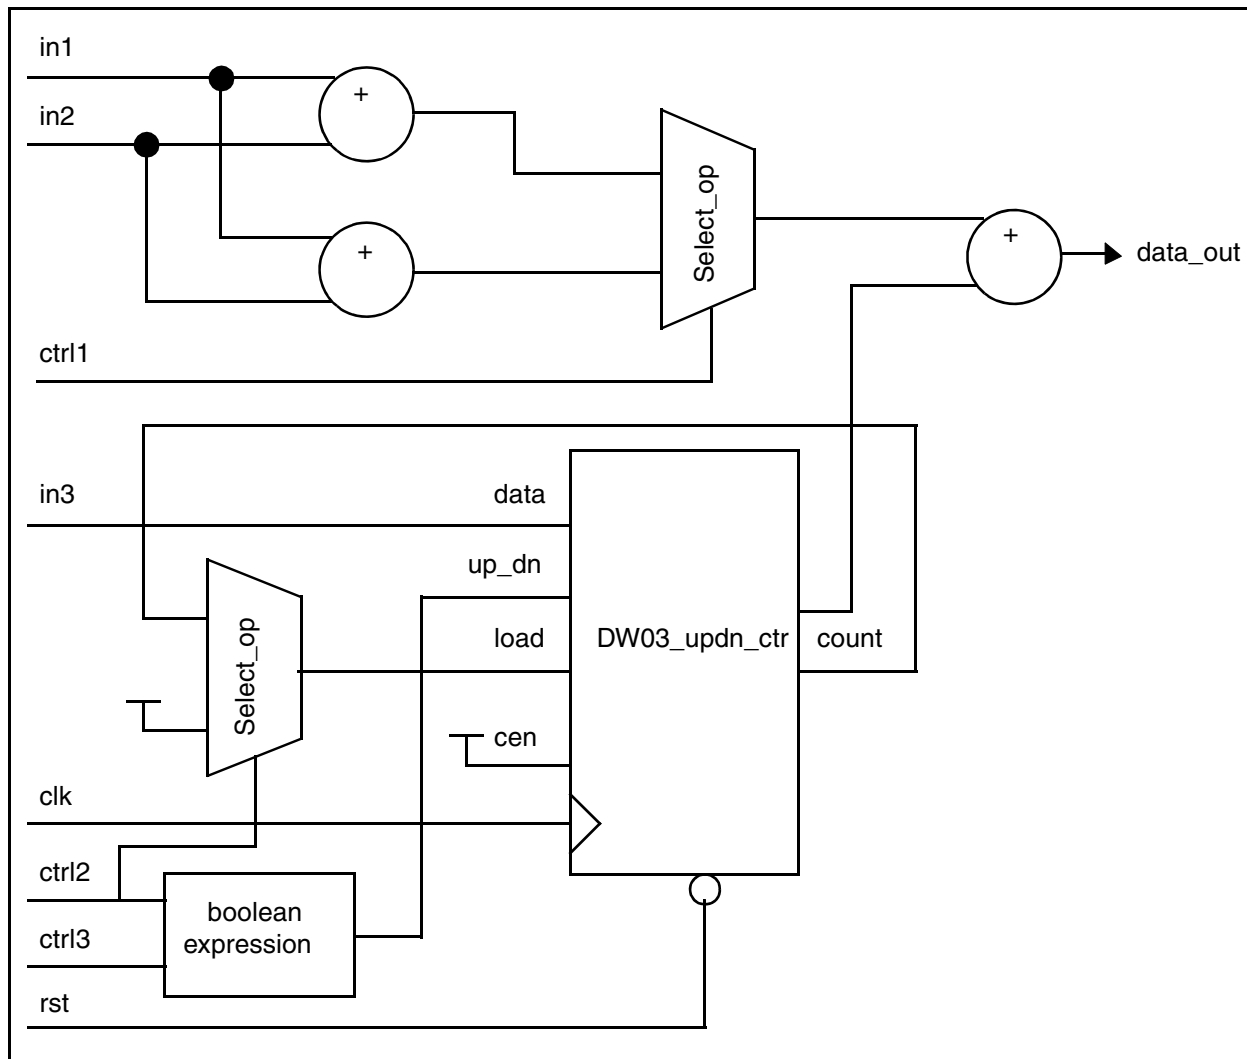 in1
+
in2
Select_op
+
+
data_out
ctrl1
in3
data
up_dn
load
DW03_updn_ctr
count
Select_op
cen
clk
ctrl2
boolean
expression
ctrl3
rst